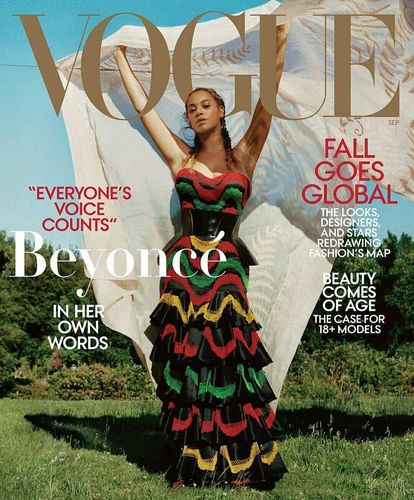 VOGUE
SEP
FALL
GOES
GLOBAL
THE LOOKS,
DESIGNERS,
AND STARS
REDRAWING
FASHION'S MAP
"EVERYONE'S
VOICE
COUNTS"
Beyoncé
IN HER
OWN
WORDS
BEAUTY
COMES
OF AGE
THE CASE FOR
18+ MODELS